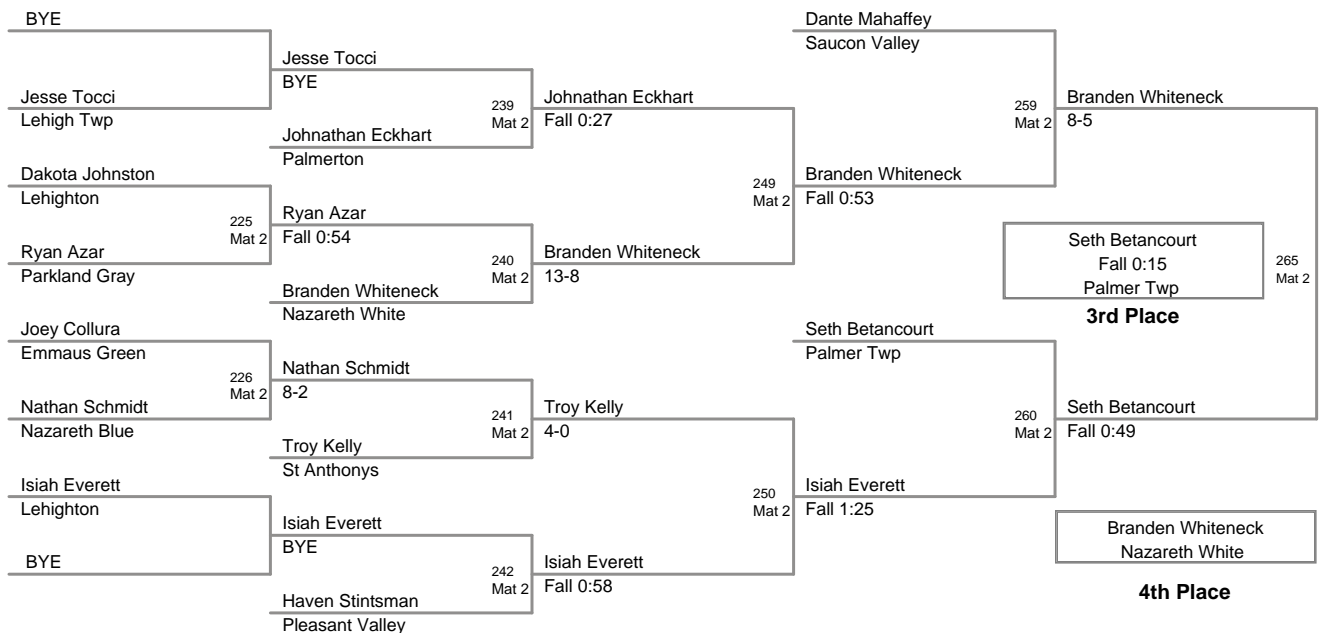 BYE
Jesse Tocci
Lehigh Twp
Dakota Johnston
Lehighton
225
Mat 2
Ryan Azar
Parkland Gray
Joey Collura
Emmaus Green
226
Mat 2
Nathan Schmidt
Nazareth Blue
Isiah Everett
Lehighton
BYE
Jesse Tocci
BYE
239
Mat 2
Johnathan Eckhart
Palmerton
Ryan Azar
Fall 0:54
240
Mat 2
Branden Whiteneck
Nazareth White
Nathan Schmidt
8-2
241
Mat 2
Troy Kelly
St Anthonys
Isiah Everett
BYE
242
Mat 2
Haven Stintsman
Pleasant Valley
Johnathan Eckhart
Fall 0:27
249
Mat 2
Branden Whiteneck
13-8
Troy Kelly
4-0
250
Mat 2
Isiah Everett
Fall 0:58
Dante Mahaffey
Saucon Valley
259
Mat 2
Branden Whiteneck
Fall 0:53
Seth Betancourt
Palmer Twp
260
Mat 2
Isiah Everett
Fall 1:25
Branden Whiteneck
8-5
Seth Betancourt
Fall 0:15
Palmer Twp
265
Mat 2
3rd Place
Seth Betancourt
Fall 0:49
Branden Whiteneck
Nazareth White
4th Place